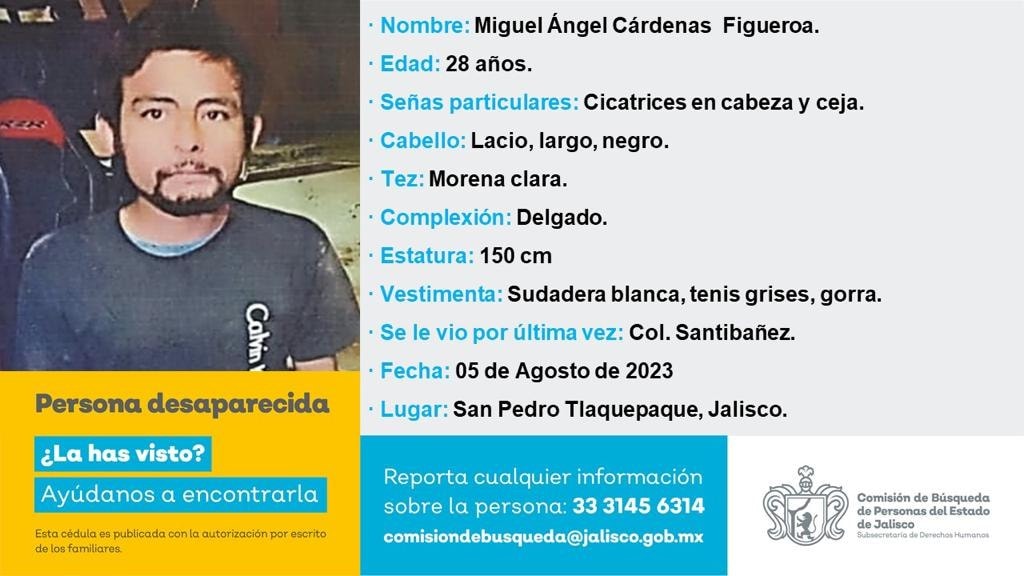 · Nombre: Miguel Ángel Cárdenas Figueroa.
· Edad: 28 años.
· Señas particulares: Cicatrices en cabeza y ceja.
· Cabello: Lacio, largo, negro.
· Tez: Morena clara.
· Complexión: Delgado.
· Estatura: 150 cm
· Vestimenta: Sudadera blanca, tenis grises, gorra.
· Se le vio por última vez: Col. Santibañez.
· Fecha: 05 de Agosto de 2023
· Lugar: San Pedro Tlaquepaque, Jalisco.
Calvin
Persona desaparecida
¿La has visto?
Ayúdanos a encontrarla
Esta cédula es publicada con la autorización por escrito
de los familiares.
Reporta cualquier información
sobre la persona: 33 3145 6314
comisiondebusqueda@jalisco.gob.mx
Comisión de Búsqueda
de Personas del Estado
de Jalisco
Subsecretaría de Derechos Humanos